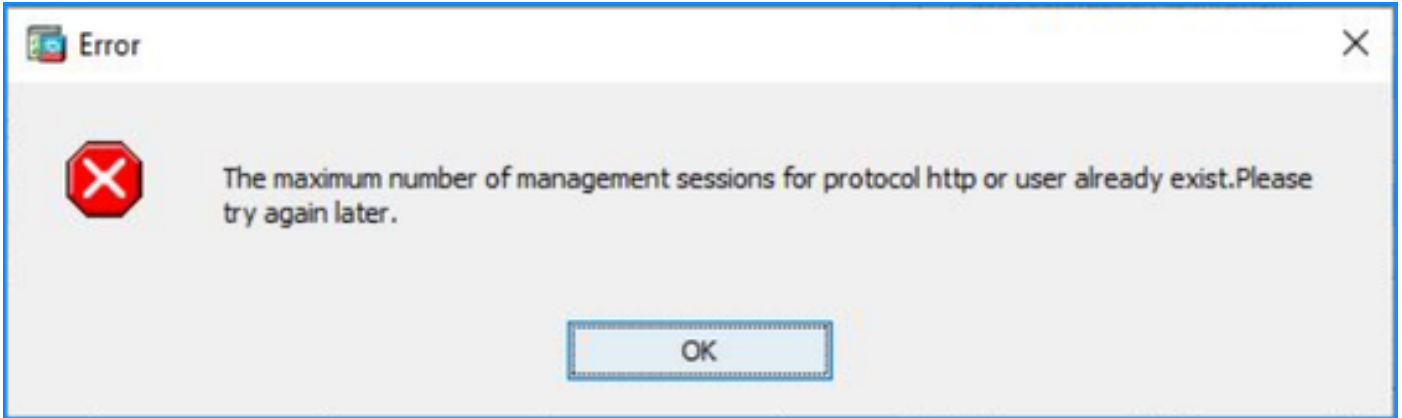 Error
The maximum number of management sessions for protocol http or user already exist.Please
try again later.
OK